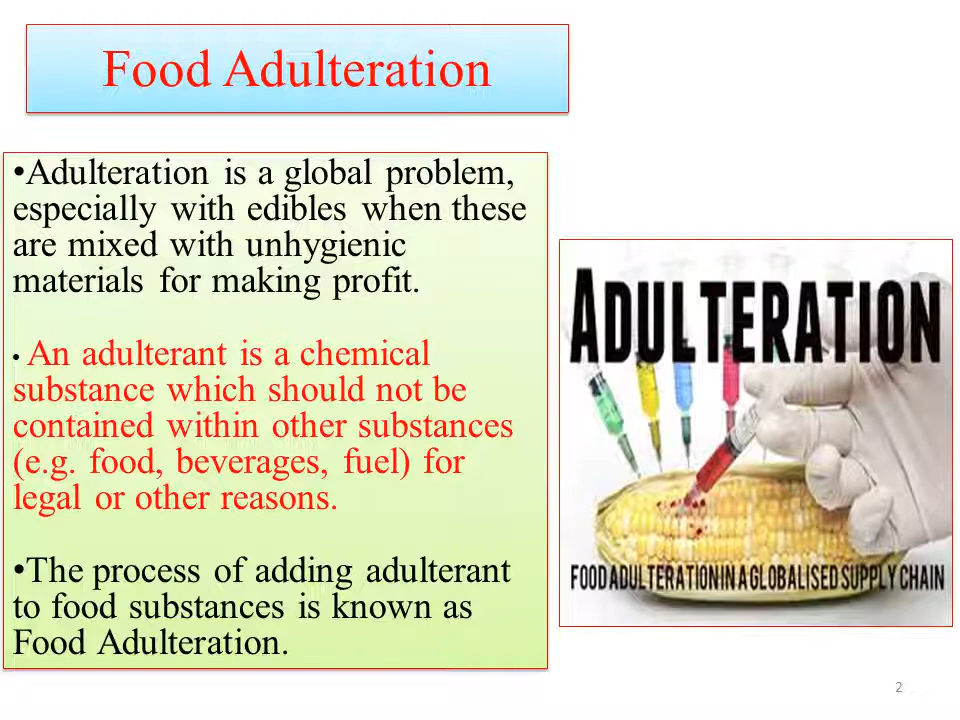 Food Adulteration
•Adulteration is a global problem,
especially with edibles when these
are mixed with unhygienic
materials for making profit.
• An adulterant is a chemical
substance which should not be
contained within other substances
(e.g. food, beverages, fuel) for
legal or other reasons.
•The process of adding adulterant
to food substances is known as
Food Adulteration.
ADULTERATION
FOOD ADULTERATION IN A GLOBALISED SUPPLY CHAIN
2